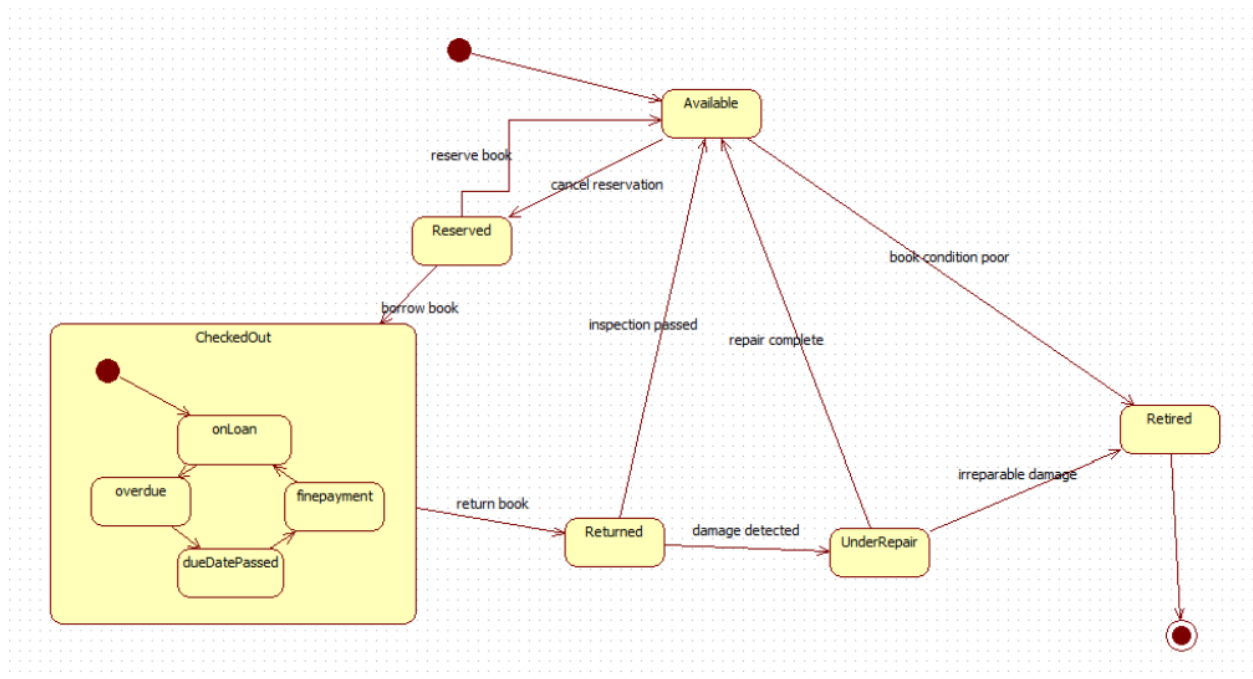 Available
reserve book
cancel reservation
Reserved
book condition poor
borrow book
inspection passed
CheckedOut
repair complete
Retired
onLoan
irreparable damage
overdue
finepayment
return book
Returned
damage detected
UnderRepair
dueDatePassed